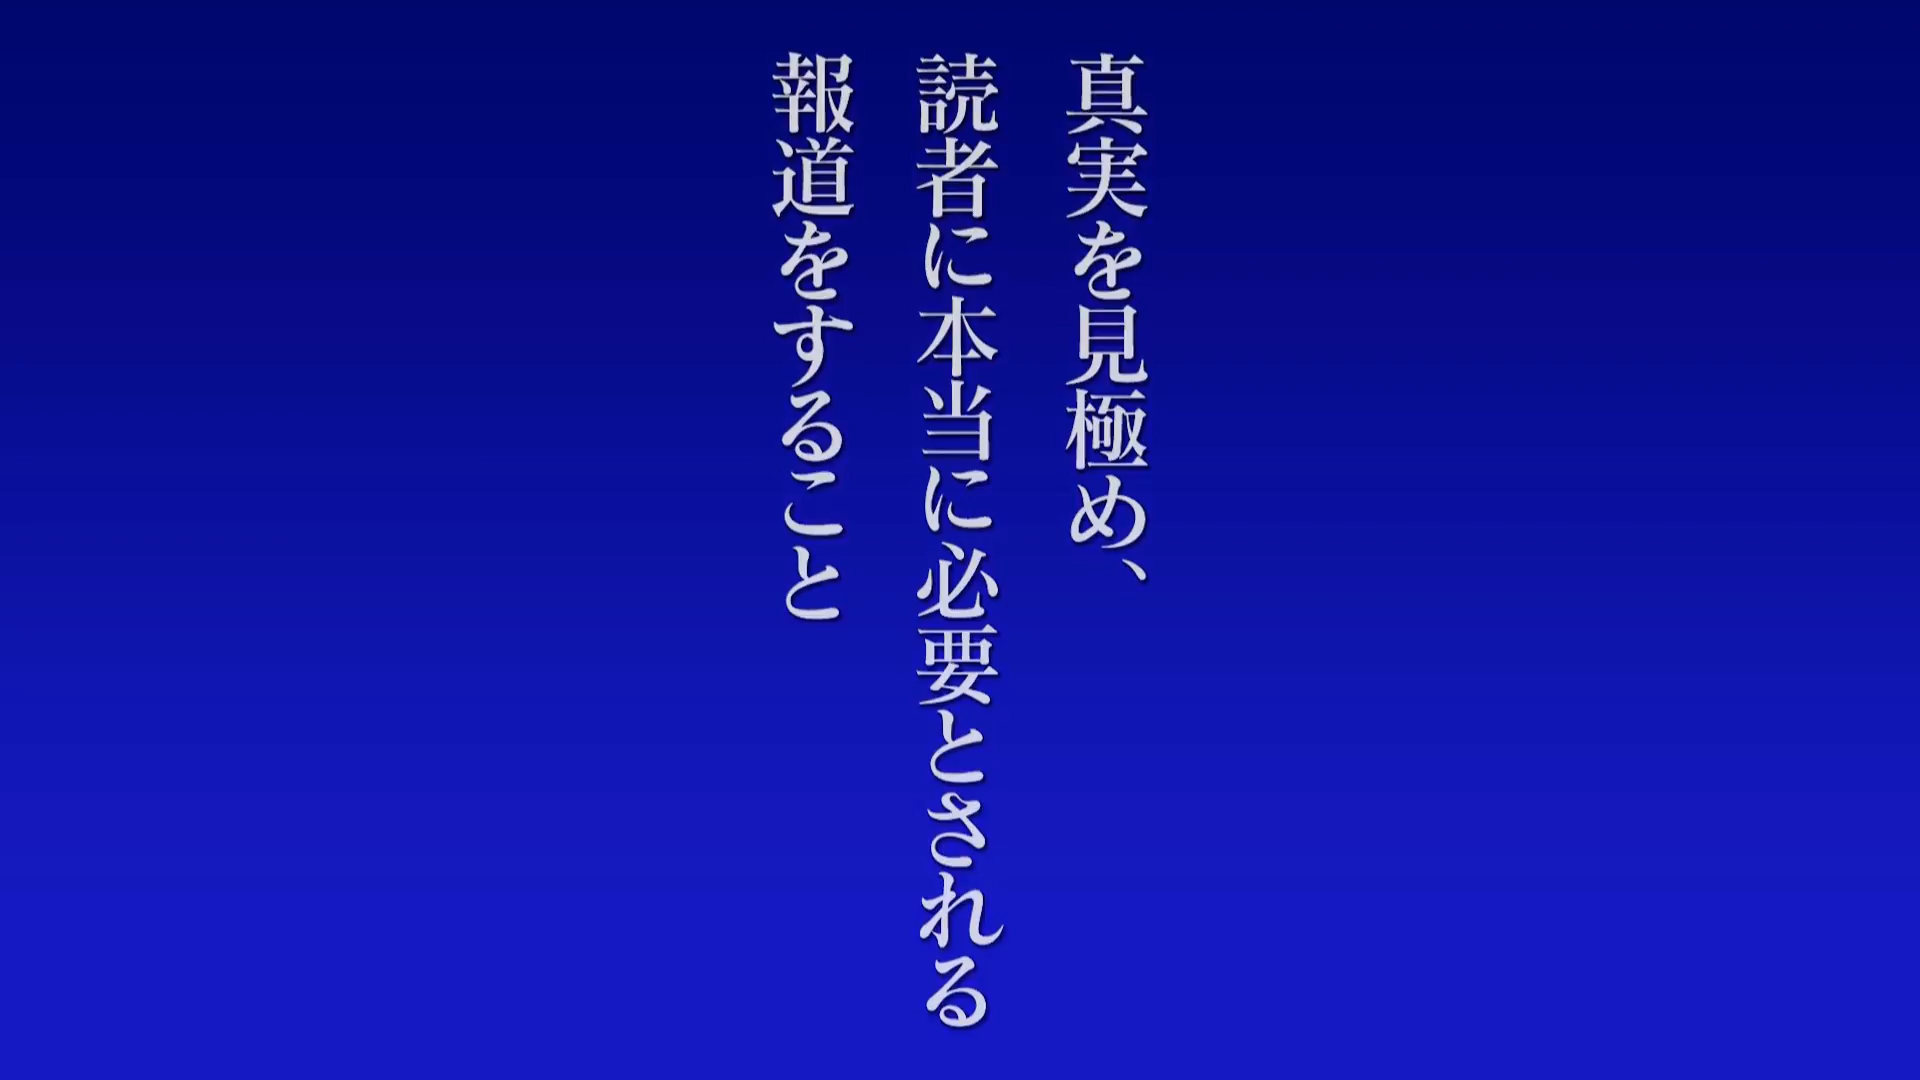 真実を見極め、
読者に本当に必要とされる
報道をすること